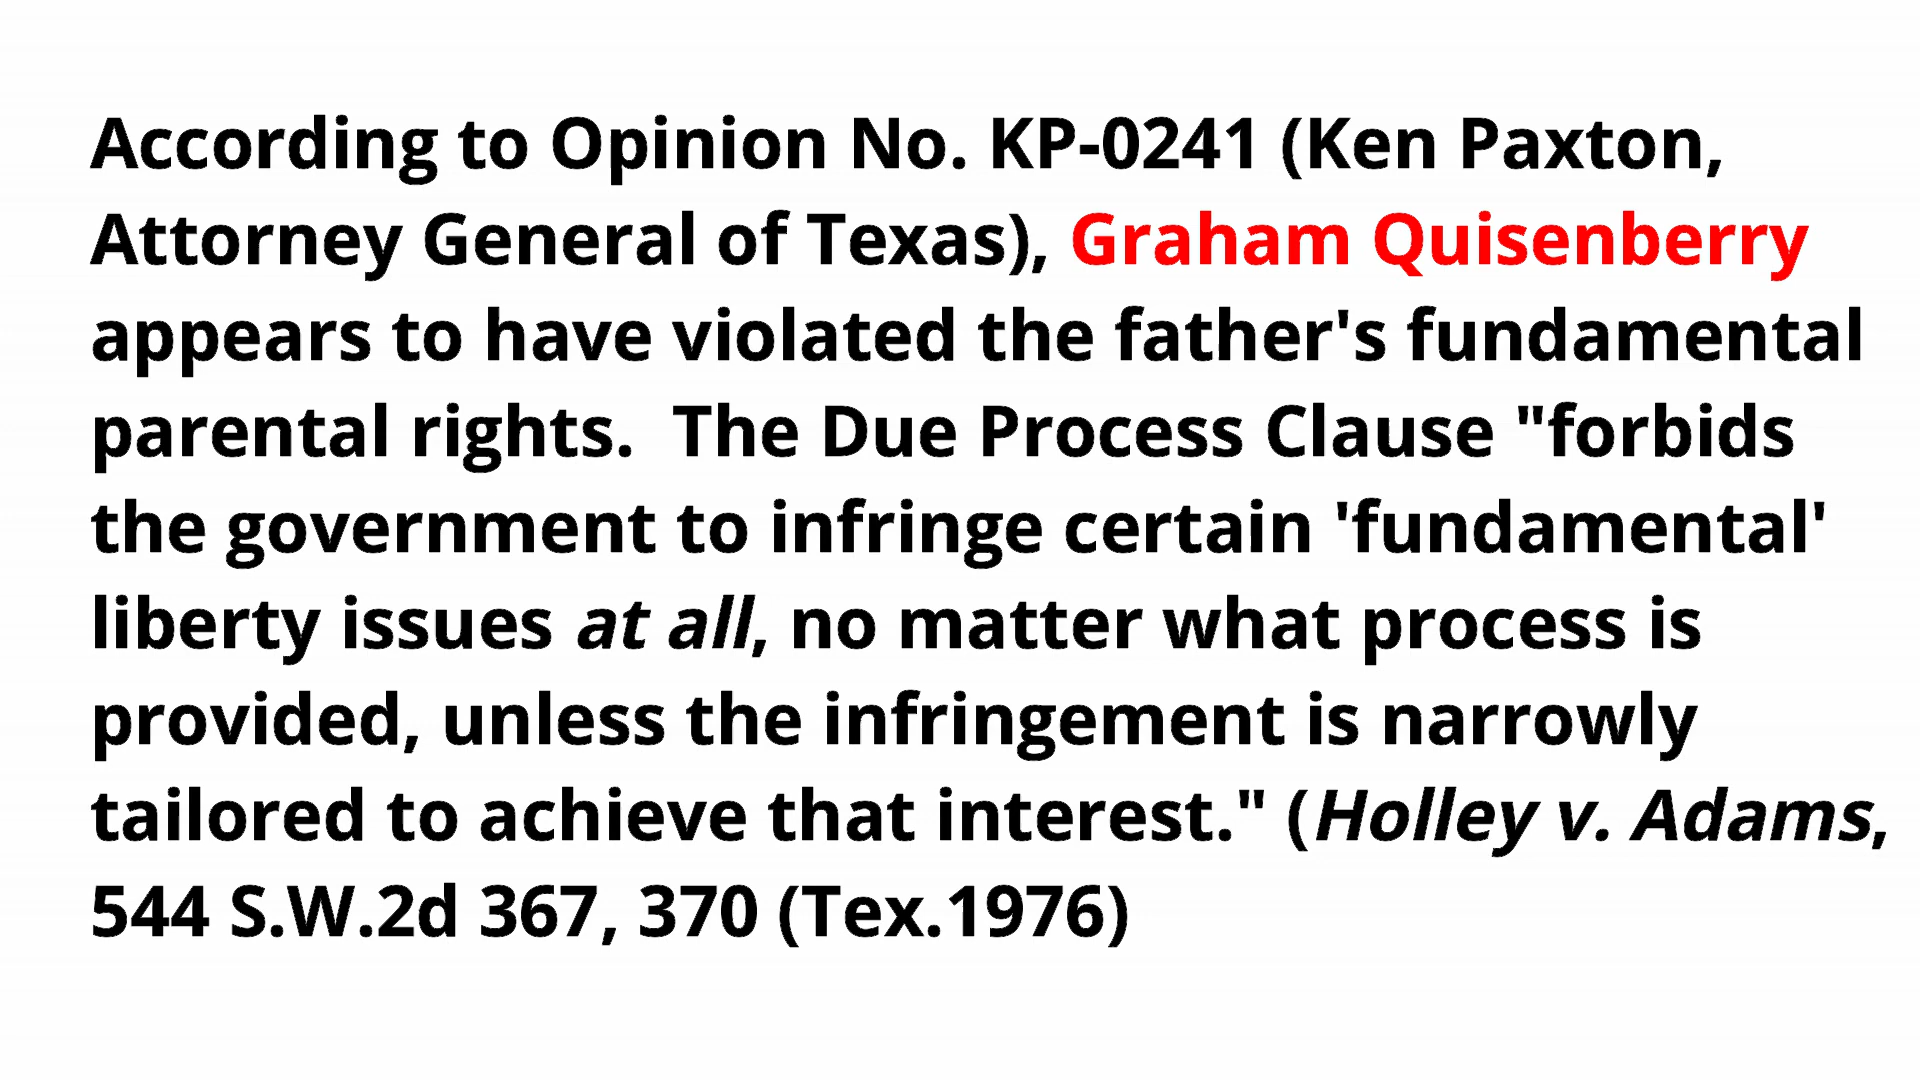 According to Opinion No. KP-0241 (Ken Paxton,
Attorney General of Texas), Graham Quisenberry
appears to have violated the father's fundamental
parental rights.  The Due Process Clause "forbids
the government to infringe certain 'fundamental'
liberty issues at all, no matter what process is
provided, unless the infringement is narrowly
tailored to achieve that interest." (Holley v. Adams,
544 S.W.2d 367, 370 (Tex.1976)